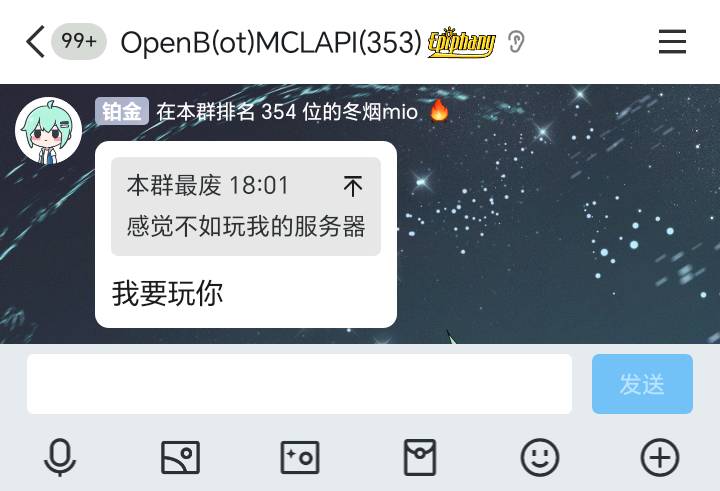 99+ OpenB(ot)MCLAPI(353) Epiphany
铂金 在本群排名 354 位的冬烟mio
本群最废 18:01
感觉不如玩我的服务器
我要玩你
发送